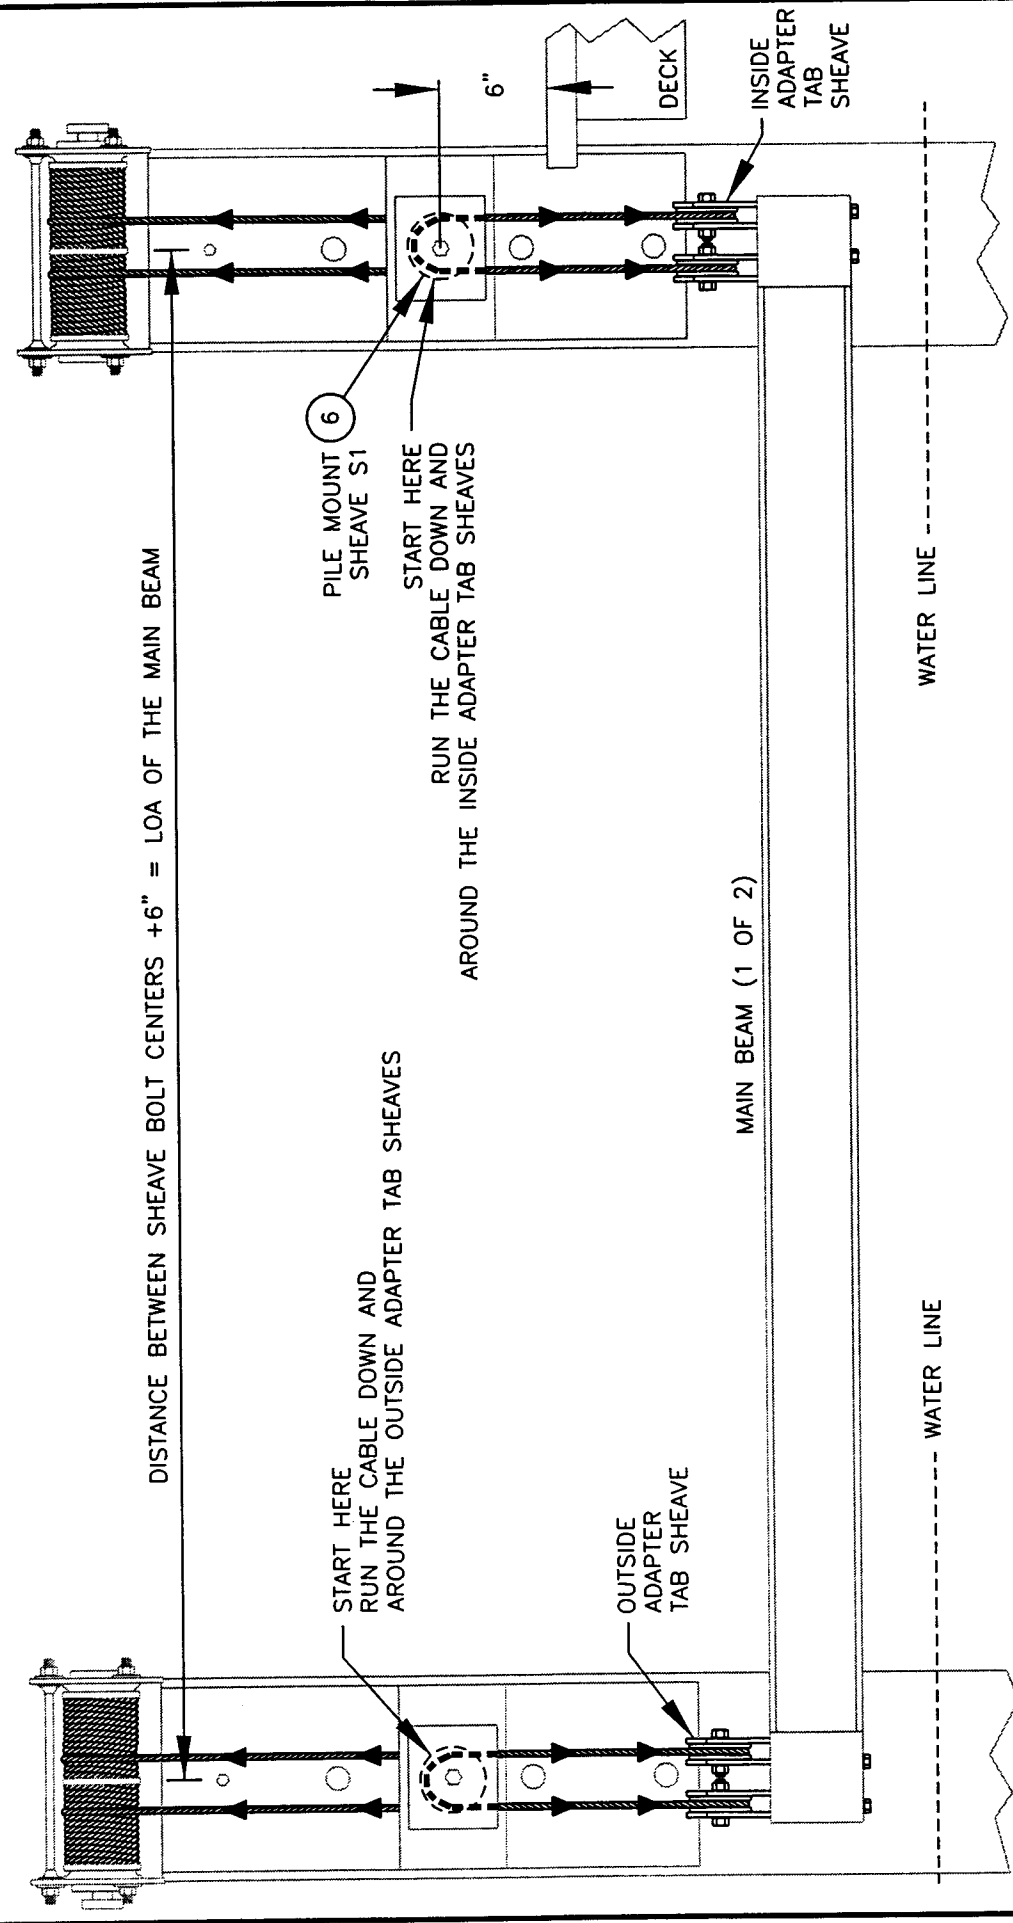 DISTANCE BETWEEN SHEAVE BOLT CENTERS +6" = LOA OF THE MAIN BEAM
START HERE
RUN THE CABLE DOWN AND
AROUND THE OUTSIDE ADAPTER TAB SHEAVES
PILE MOUNT
SHEAVE S1
6
START HERE
RUN THE CABLE DOWN AND
AROUND THE INSIDE ADAPTER TAB SHEAVES
6"
DECK
OUTSIDE
ADAPTER
TAB SHEAVE
INSIDE
ADAPTER
TAB
SHEAVE
MAIN BEAM (1 OF 2)
WATER LINE
WATER LINE